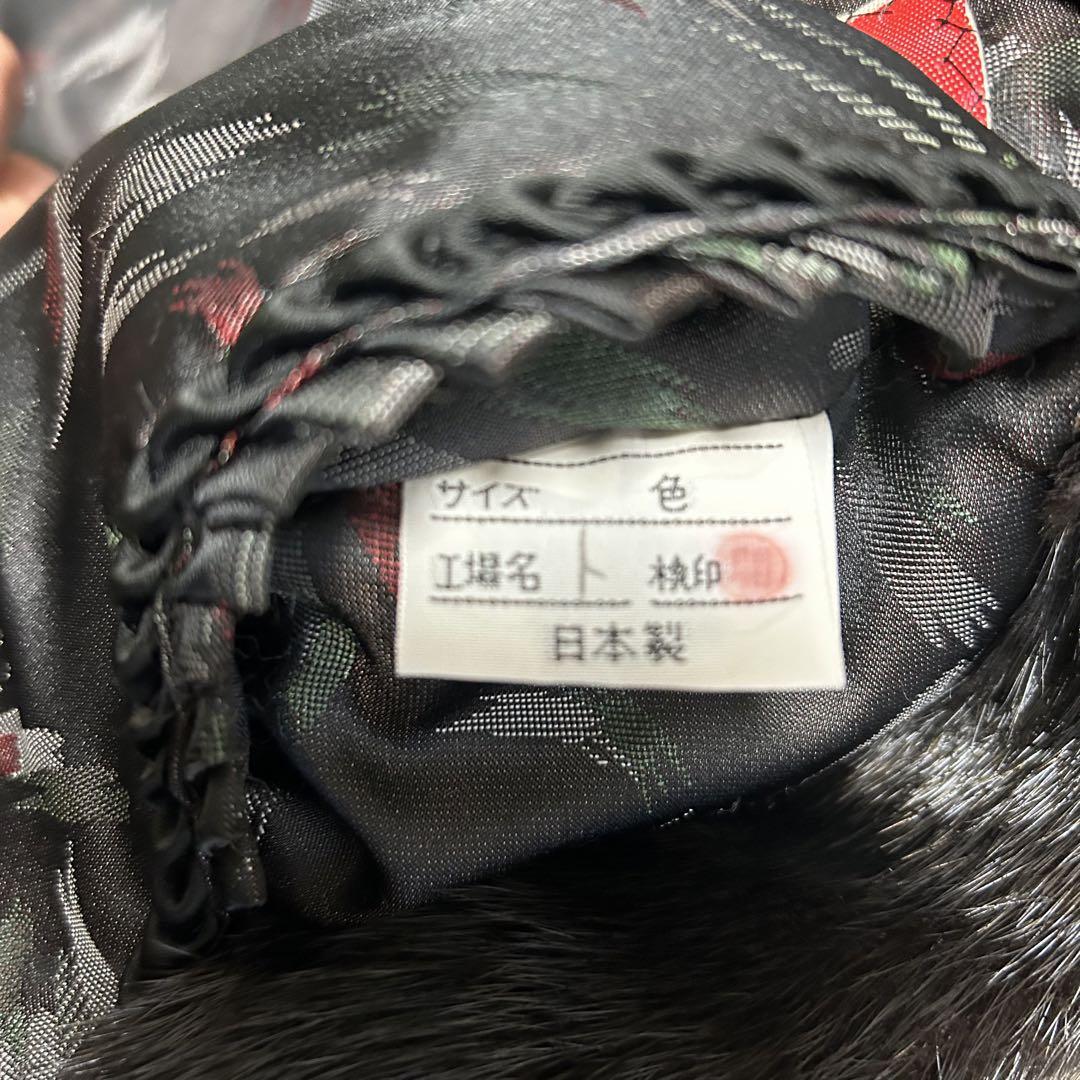 サイズ 色
工場名 ト 検印
日本製